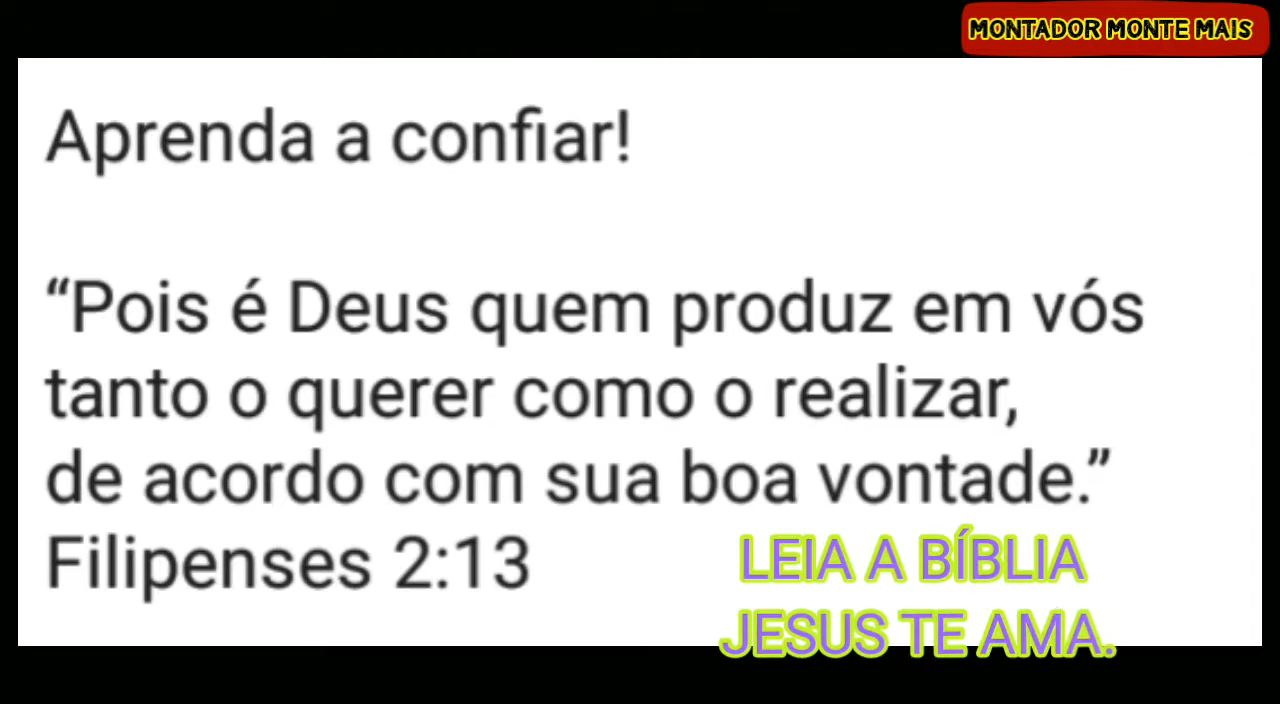 MONTADOR MONTE MAIS
Aprenda a confiar!
“Pois é Deus quem produz em vós
tanto o querer como o realizar,
de acordo com sua boa vontade.”
Filipenses 2:13
LEIA A BÍBLIA
JESUS TE AMA.